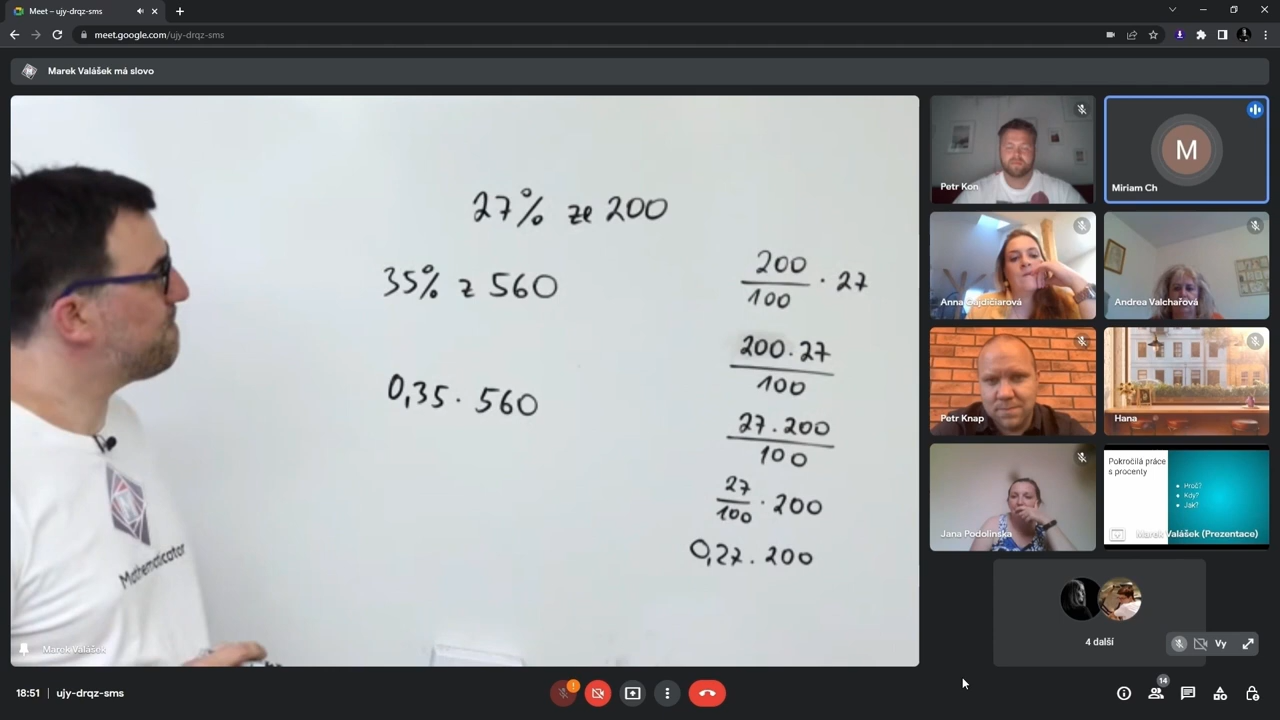 Meet – ujy-drqz-sms
meet.google.com/ujy-drqz-sms
Marek Valášek má slovo
27% ze 200
35% z 560
0,35 · 560
200
100
· 27
200 · 27
100
27 · 200
100
27
100
· 200
0,27 · 200
Mathematicator
Marek Valášek
Petr Kon
M
Miriam Ch
Anna Gajdičiarová
Andrea Valchařová
Petr Knap
Hana
Jana Podolinska
Pokročilá práce
s procenty
• Proč?
• Kdy?
• Jak?
Marek Valášek (Prezentace)
4 další
Vy
18:51 | ujy-drqz-sms
14